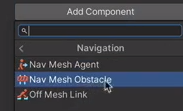 Add Component
Navigation
Nav Mesh Agent
Nav Mesh Obstacle
Off Mesh Link